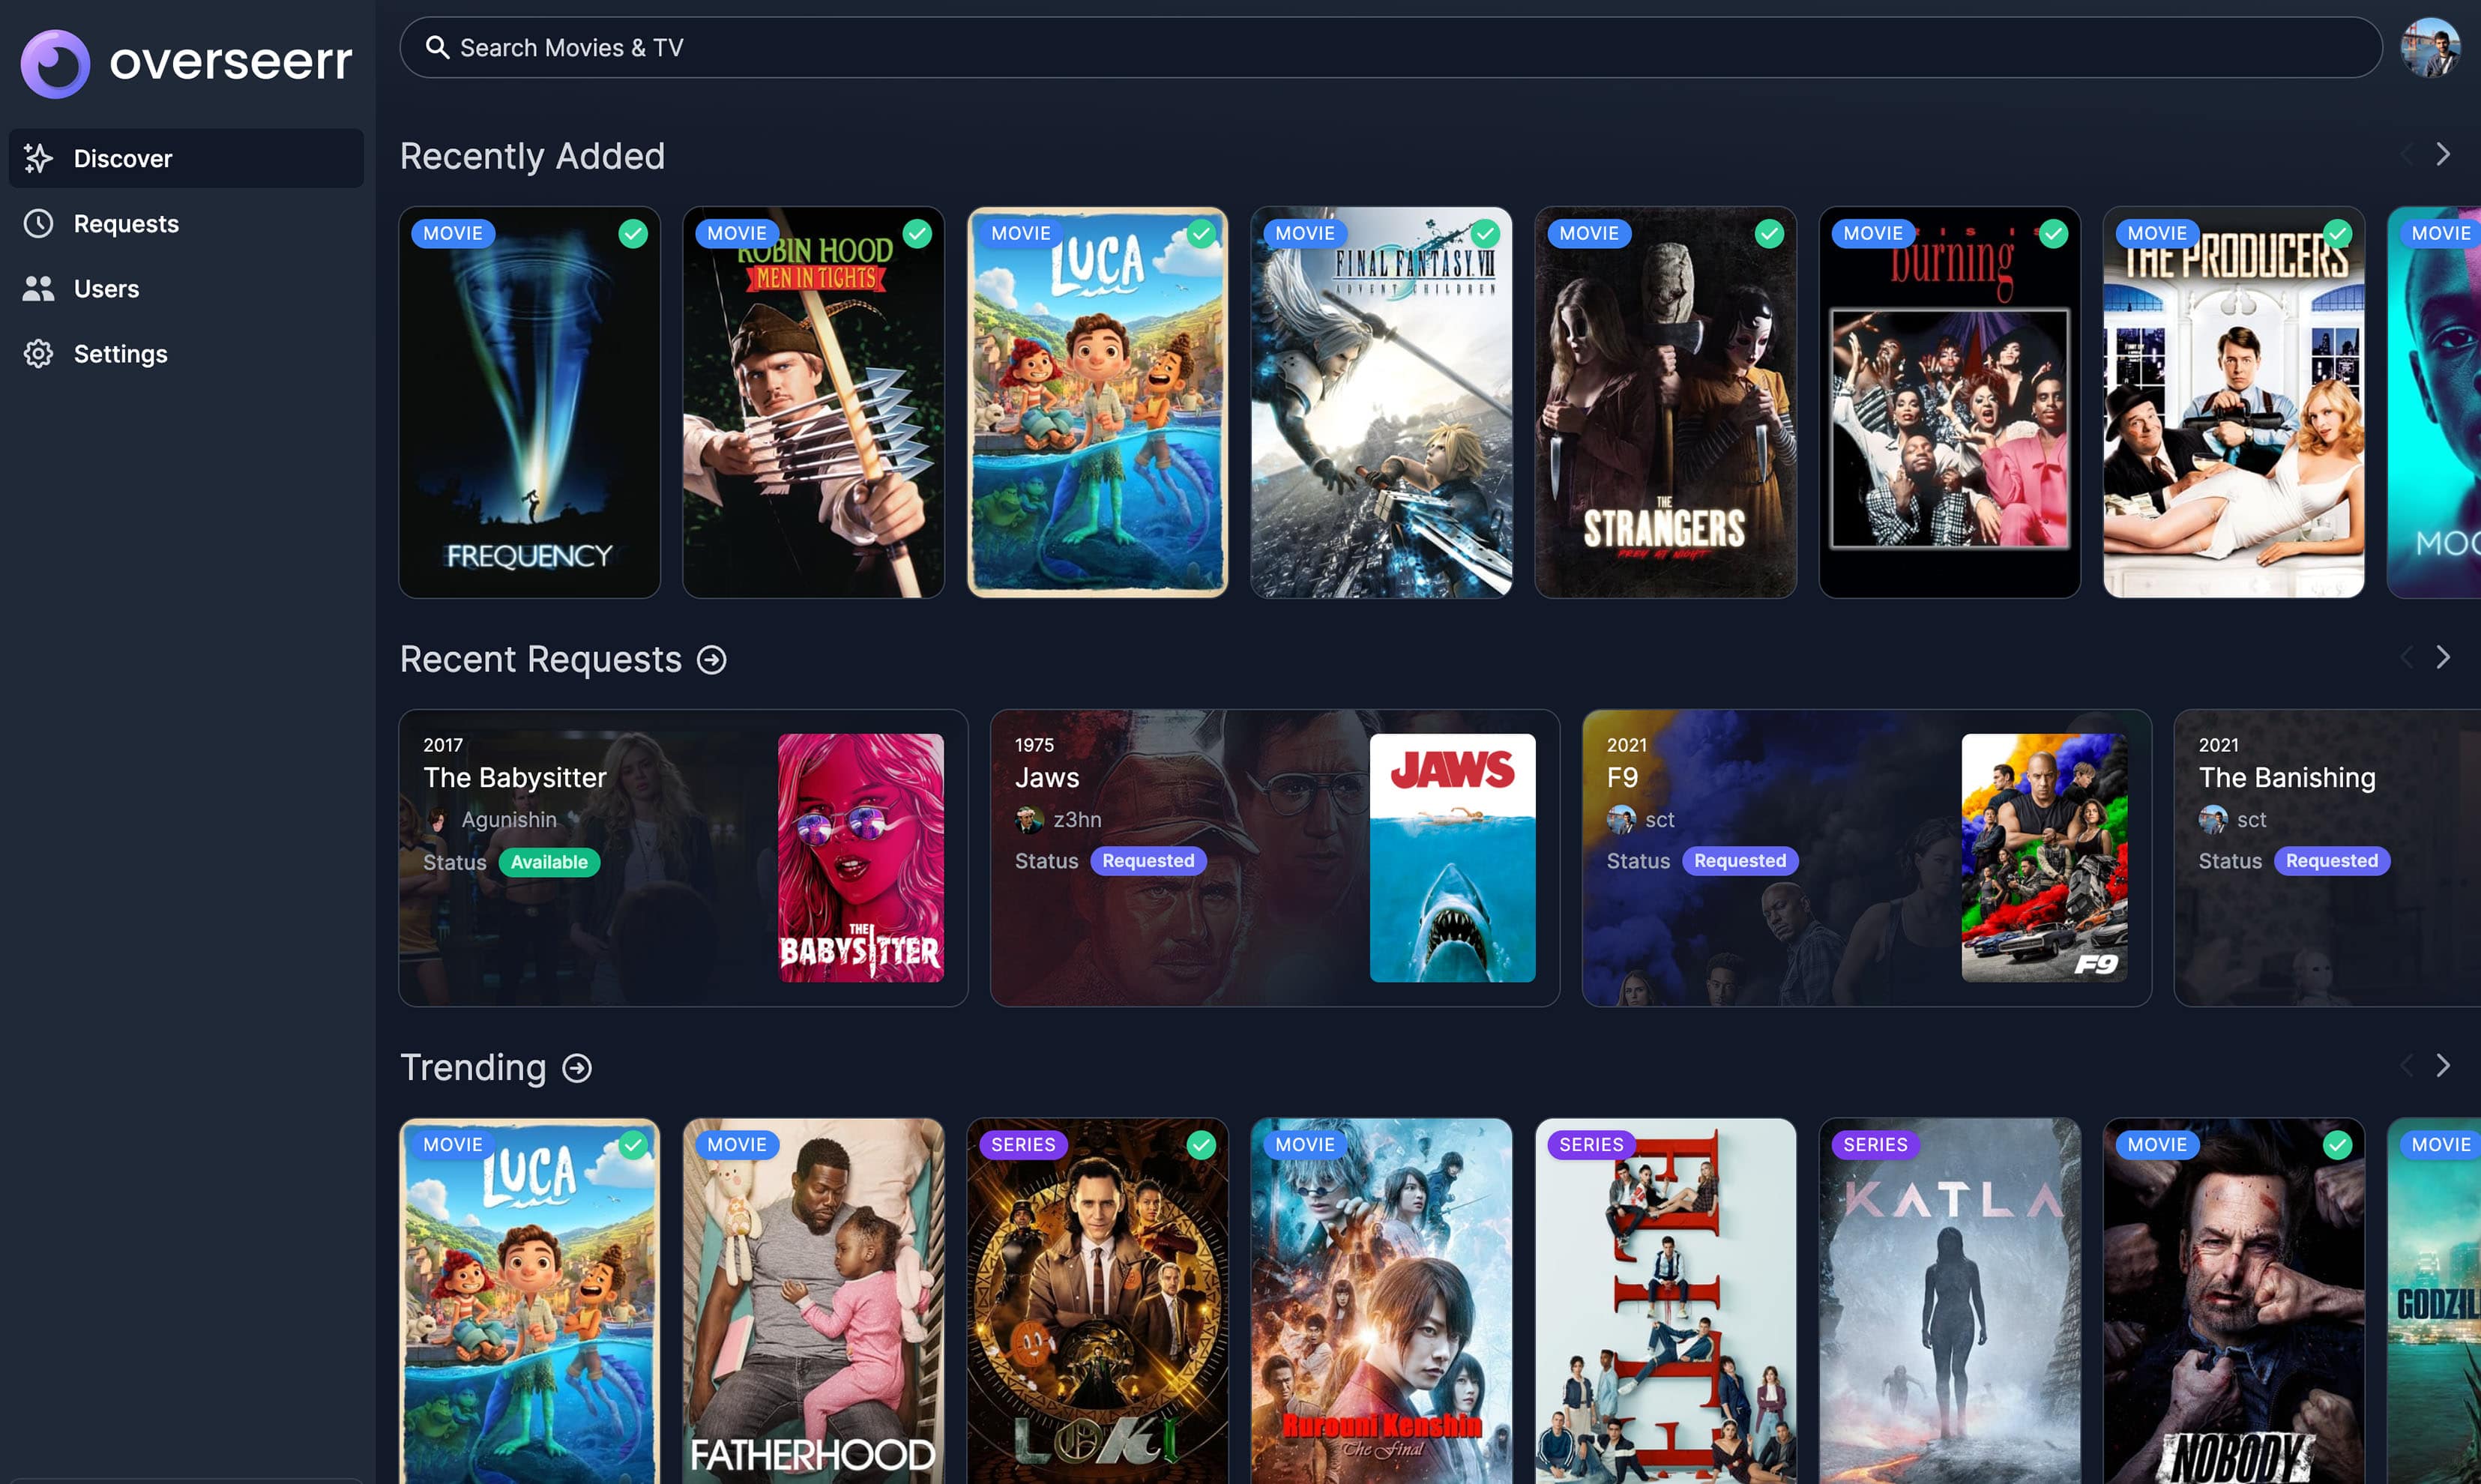 overseerr
Search Movies & TV
Discover
Requests
Users
Settings
Recently Added
MOVIE
FREQUENCY
MOVIE
ROBIN HOOD
MEN IN TIGHTS
MOVIE
LUCA
MOVIE
FINAL FANTASY VII
ADVENT CHILDREN
MOVIE
THE
STRANGERS
PREY AT NIGHT
MOVIE
burning
MOVIE
THE PRODUCERS
MOVIE
MOO
Recent Requests
2017
The Babysitter
Agunishin
Status Available
THE
BABYSITTER
1975
Jaws
z3hn
Status Requested
JAWS
2021
F9
sct
Status Requested
F9
2021
The Banishing
sct
Status Requested
Trending
MOVIE
LUCA
MOVIE
FATHERHOOD
SERIES
LOKI
MOVIE
Rurouni Kenshin
The Final
SERIES
ELITE
SERIES
KATLA
MOVIE
NOBODY
MOVIE
GODZIL